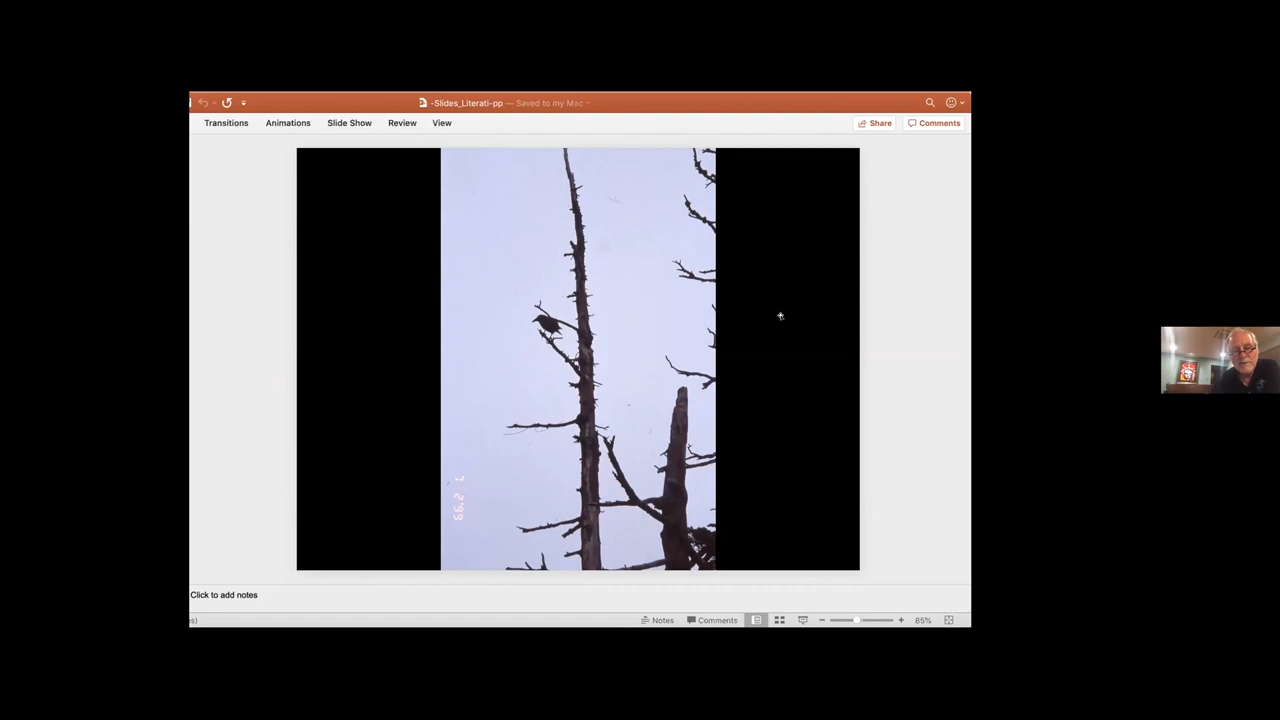 -Slides_Literati-pp — Saved to my Mac
Transitions Animations Slide Show Review View Share Comments
Click to add notes
Notes Comments 85%